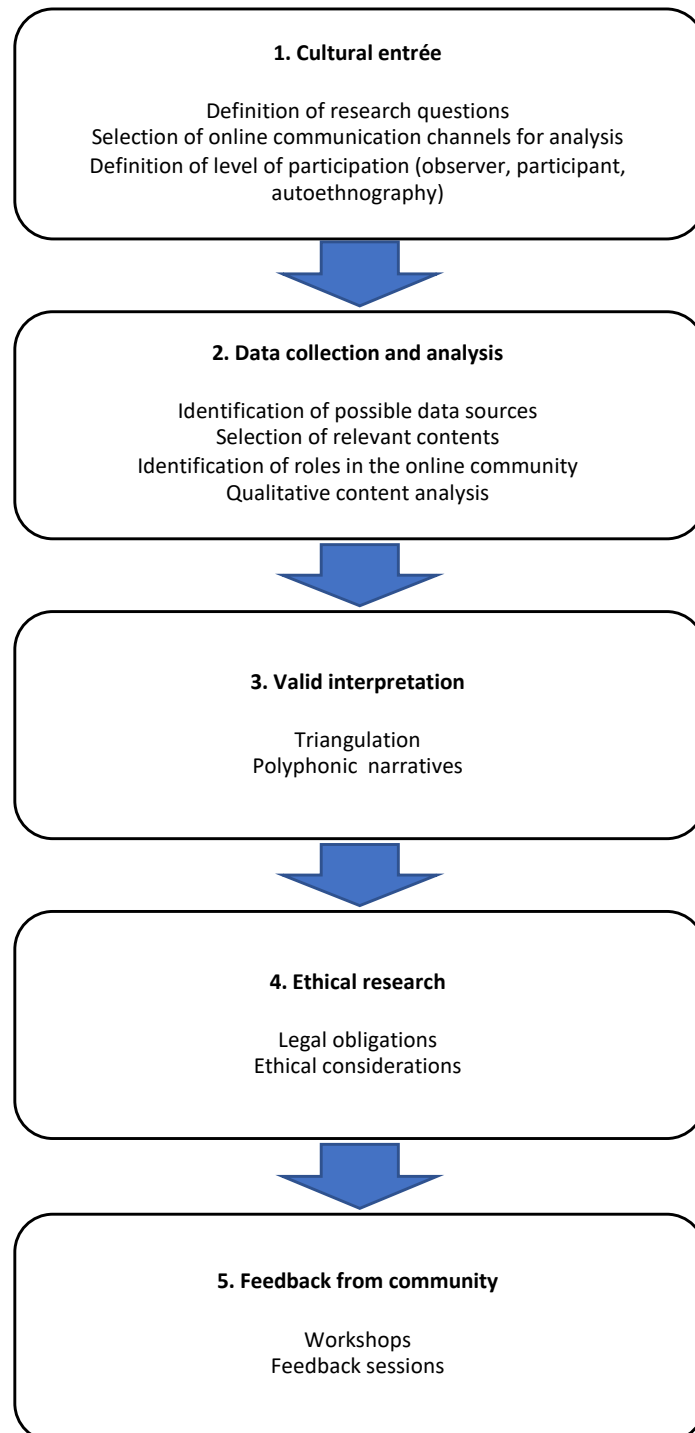 1. Cultural entrée
Definition of research questions
Selection of online communication channels for analysis
Definition of level of participation (observer, participant,
autoethnography)
2. Data collection and analysis
Identification of possible data sources
Selection of relevant contents
Identification of roles in the online community
Qualitative content analysis
3. Valid interpretation
Triangulation
Polyphonic narratives
4. Ethical research
Legal obligations
Ethical considerations
5. Feedback from community
Workshops
Feedback sessions